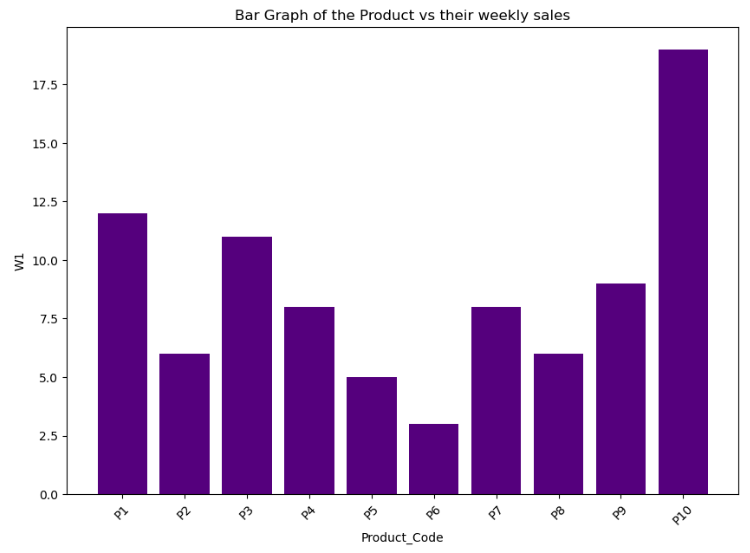 Bar Graph of the Product vs their weekly sales
17.5
15.0
12.5
10.0
7.5
5.0
2.5
0.0
W1
P1 P2 P3 P4 P5 P6 P7 P8 P9 P10
Product_Code